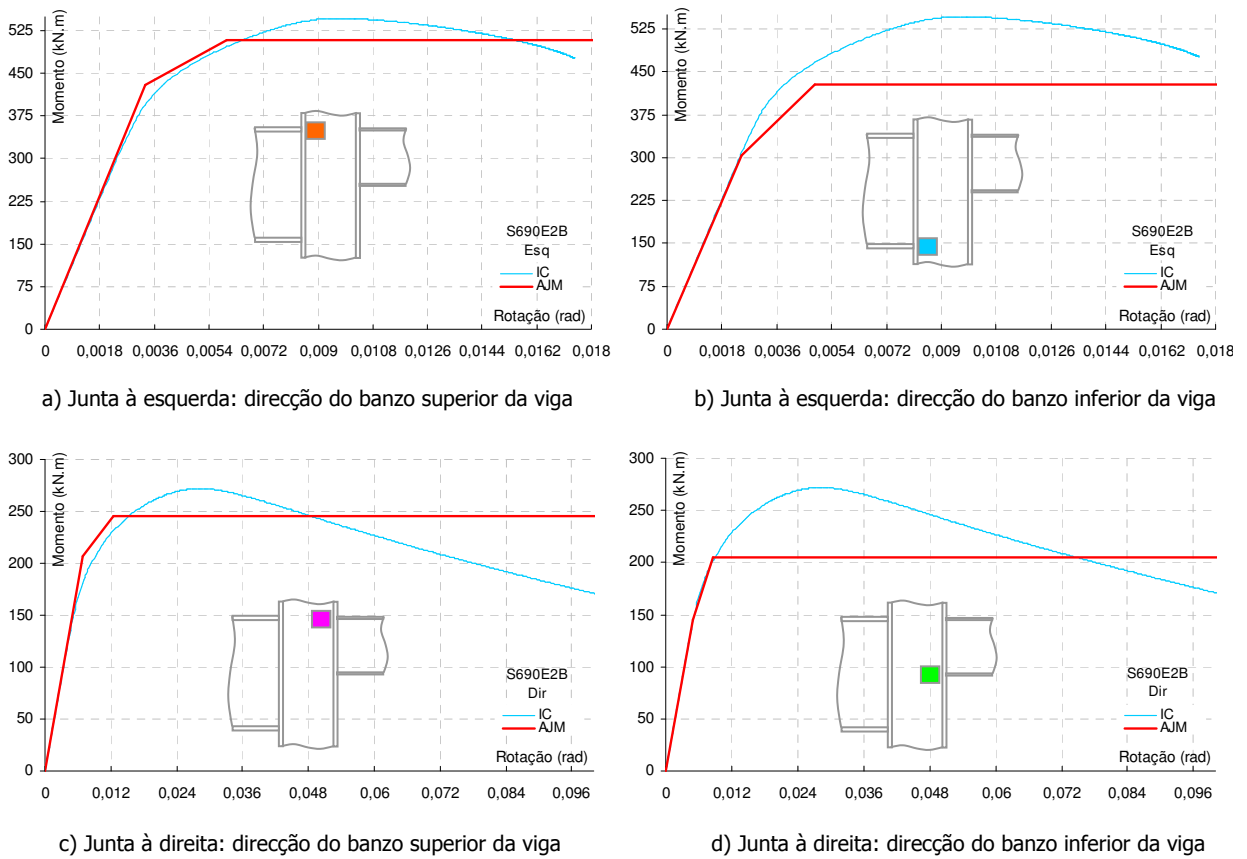 Momento (kN.m)
525
450
375
300
225
150
75
0
S690E2B
Esq
IC
AJM
Rotação (rad)
0 0,0018 0,0036 0,0054 0,0072 0,009 0,0108 0,0126 0,0144 0,0162 0,018
a) Junta à esquerda: direcção do banzo superior da viga
Momento (kN.m)
525
450
375
300
225
150
75
0
S690E2B
Esq
IC
AJM
Rotação (rad)
0 0,0018 0,0036 0,0054 0,0072 0,009 0,0108 0,0126 0,0144 0,0162 0,018
b) Junta à esquerda: direcção do banzo inferior da viga
Momento (kN.m)
300
250
200
150
100
50
0
S690E2B
Dir
IC
AJM
Rotação (rad)
0 0,012 0,024 0,036 0,048 0,06 0,072 0,084 0,096
c) Junta à direita: direcção do banzo superior da viga
Momento (kN.m)
300
250
200
150
100
50
0
S690E2B
Dir
IC
AJM
Rotação (rad)
0 0,012 0,024 0,036 0,048 0,06 0,072 0,084 0,096
d) Junta à direita: direcção do banzo inferior da viga